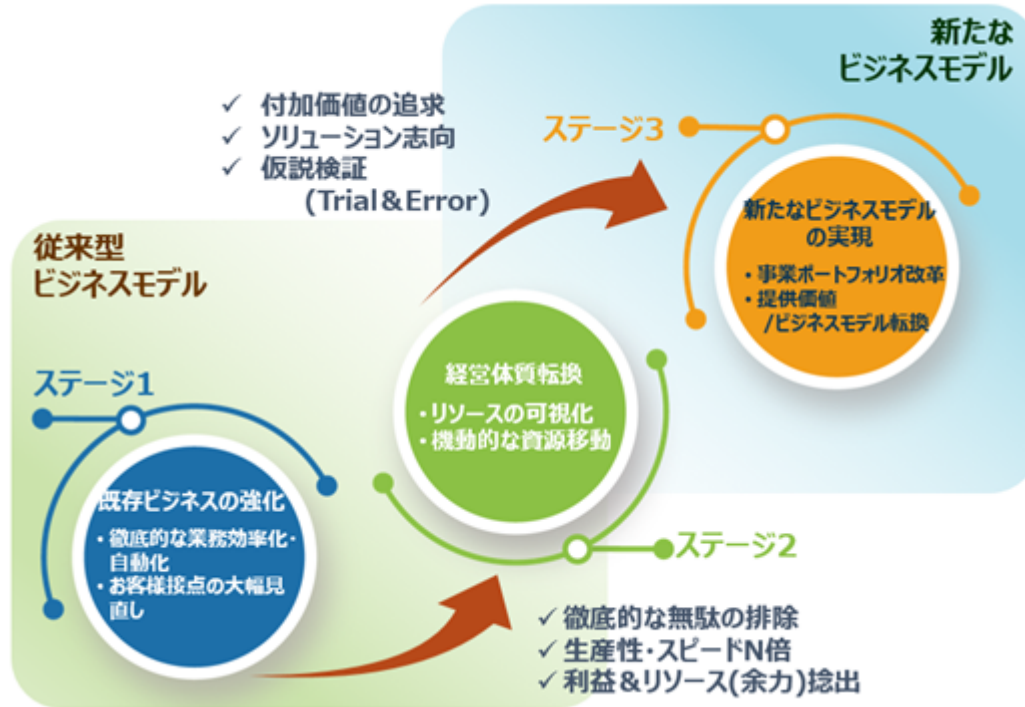 新たな
ビジネスモデル
✓ 付加価値の追求
✓ ソリューション志向
✓ 仮説検証
(Trial&Error)
ステージ3
新たなビジネスモデル
の実現
・事業ポートフォリオ改革
・提供価値
/ビジネスモデル転換
従来型
ビジネスモデル
ステージ1
既存ビジネスの強化
・徹底的な業務効率化・
自動化
・お客様接点の大幅見
直し
経営体質転換
・リソースの可視化
・機動的な資源移動
ステージ2
✓ 徹底的な無駄の排除
✓ 生産性・スピードN倍
✓ 利益&リソース(余力)捻出